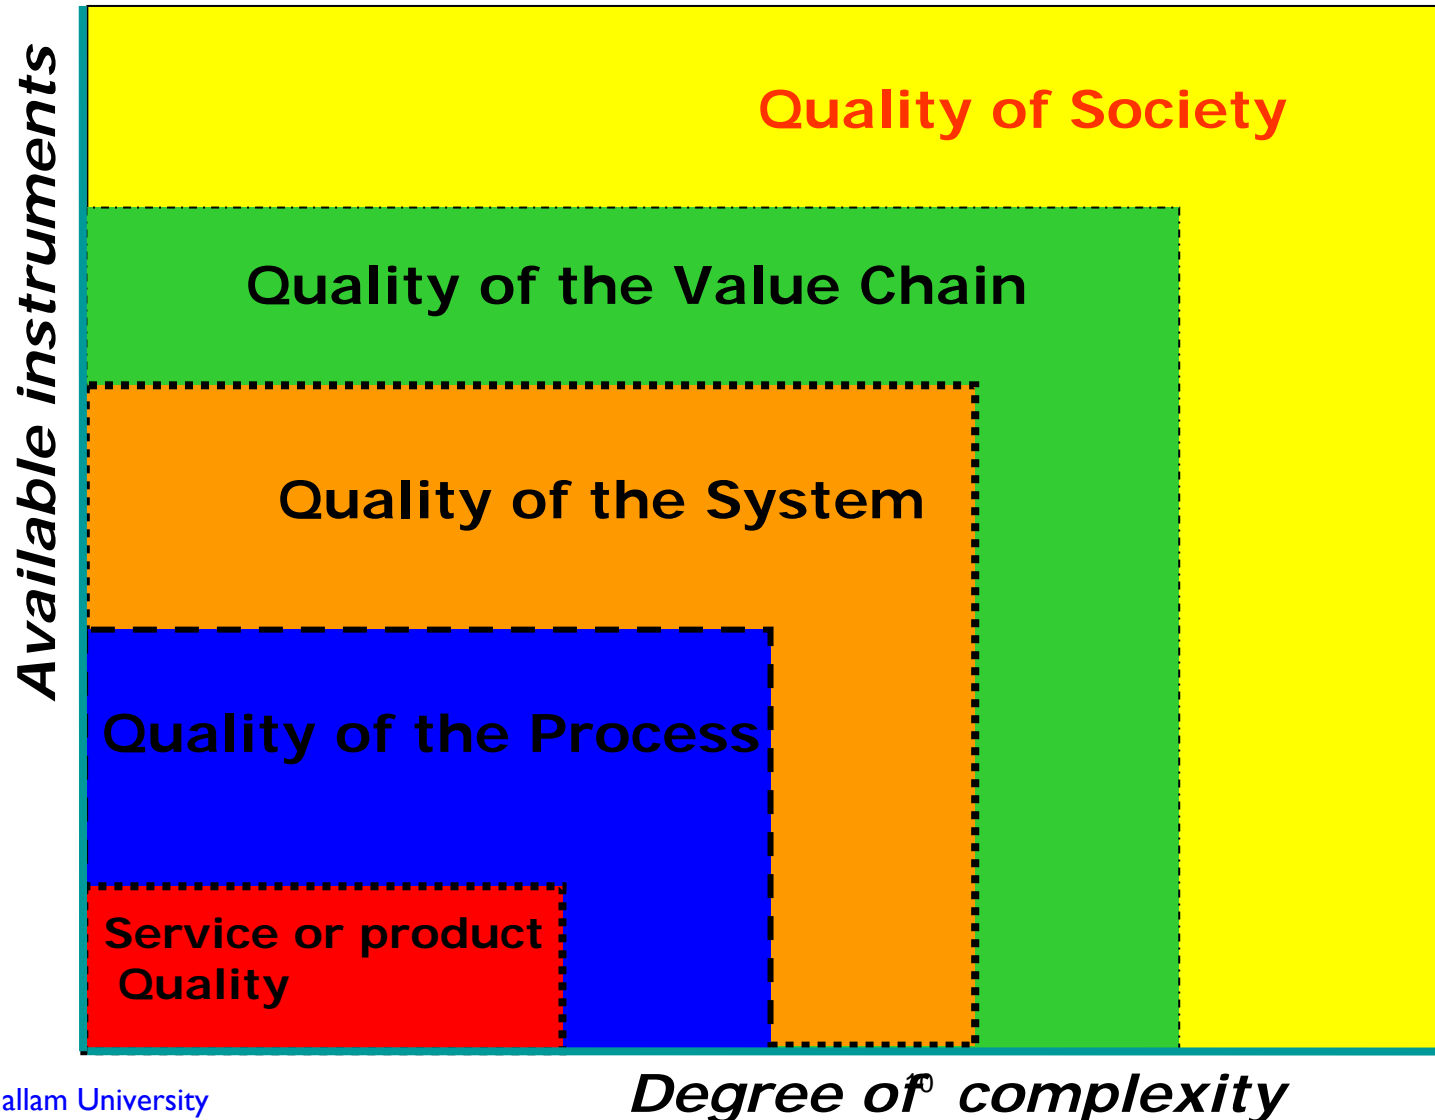 Available instruments
Quality of Society
Quality of the Value Chain
Quality of the System
Quality of the Process
Service or product
Quality
Degree of complexity
allam University